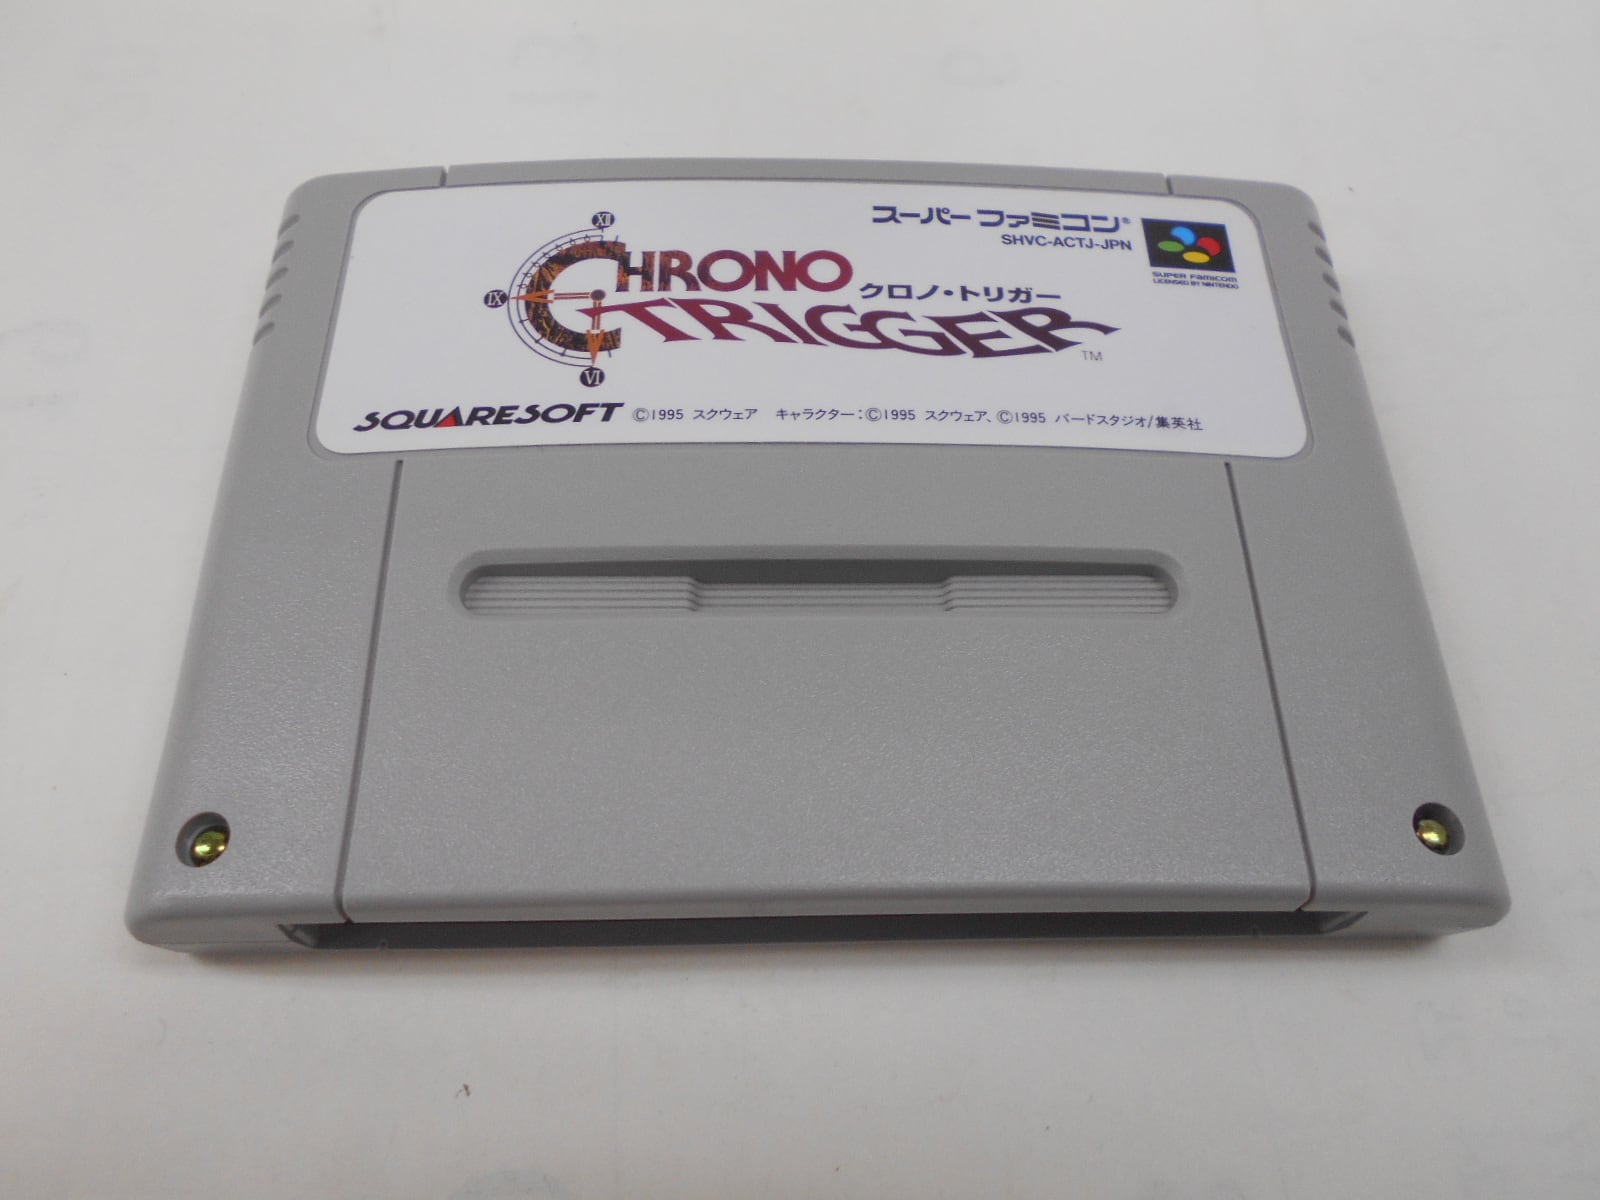 スーパーファミコン®
SHVC-ACTJ-JPN
SUPER FAMICOM
LICENSED BY NINTENDO
XII
IX
VI
CHRONO
クロノ・トリガー
TRIGGER
TM
SQUARESOFT ©1995 スクウェア キャラクター:©1995 スクウェア、©1995 バードスタジオ/集英社